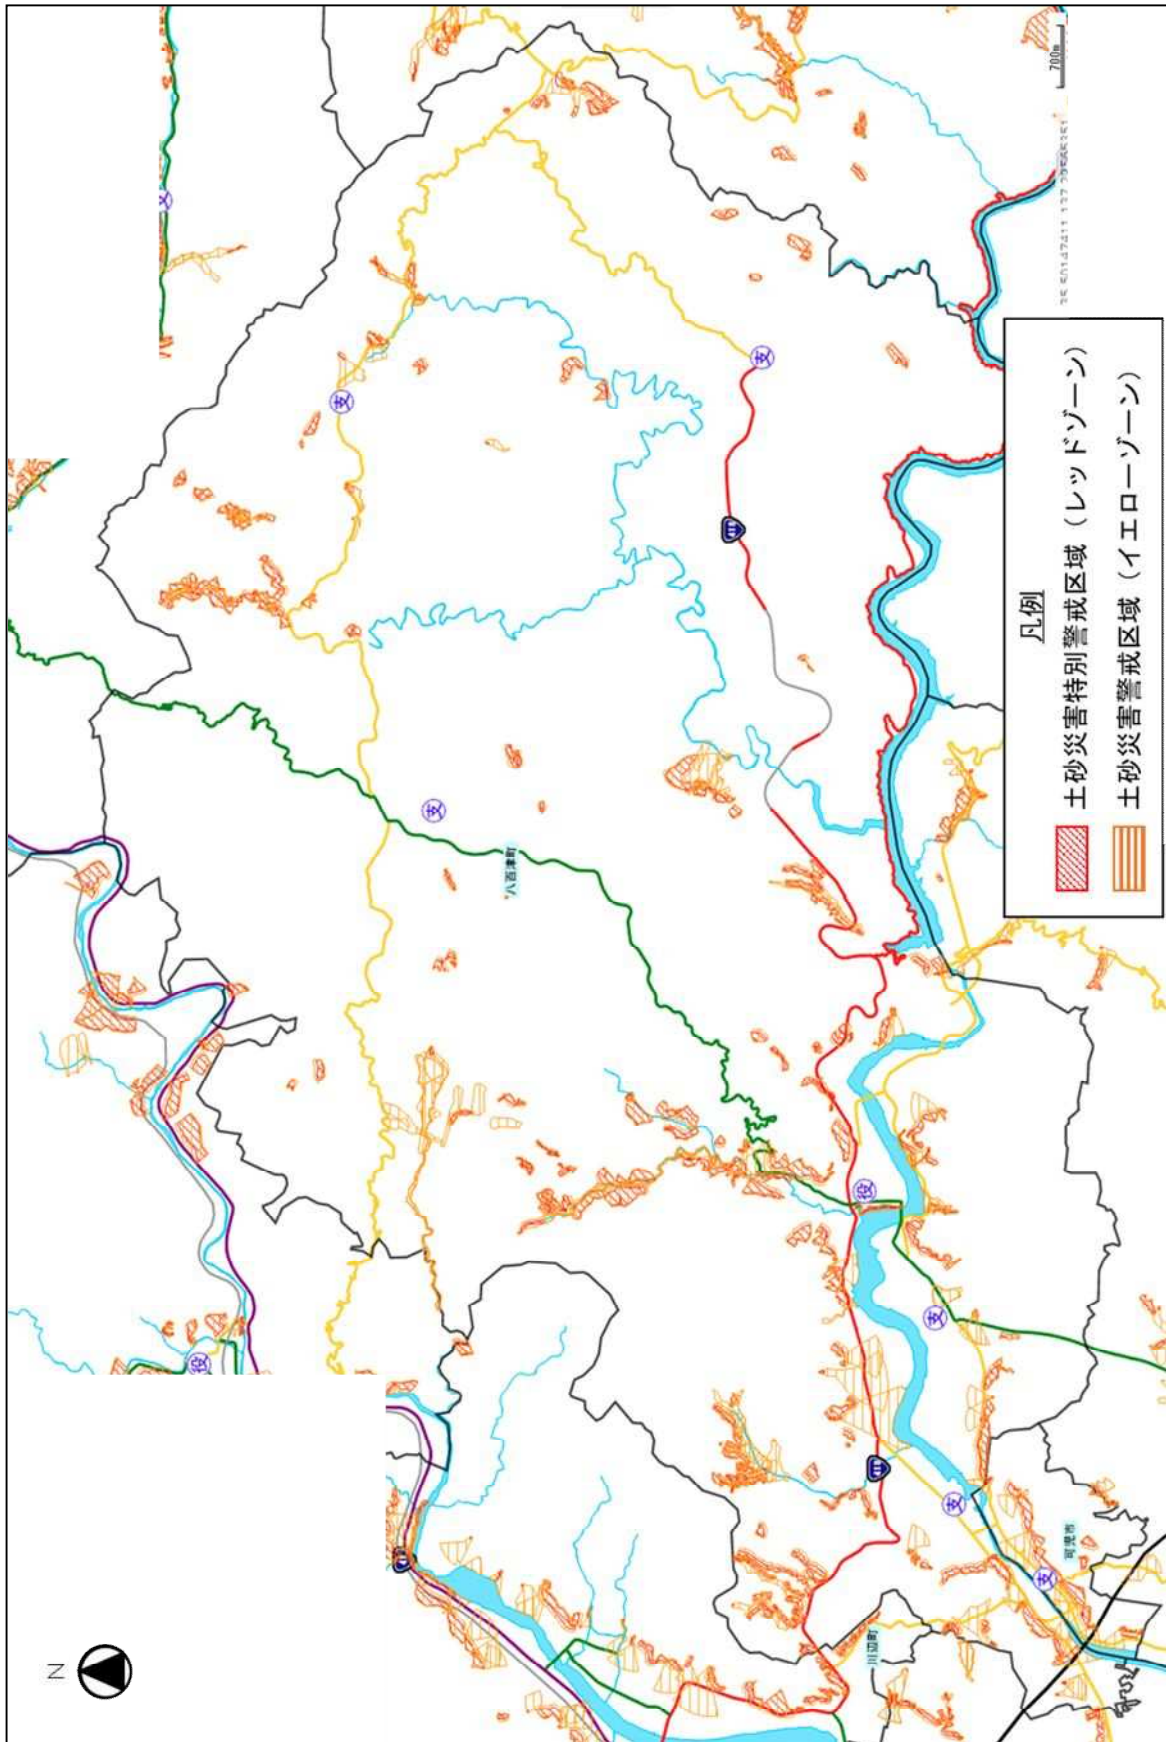 N
700m
支
支
支
八百津町
役
役
支
支
支
可児市
川辺町
凡例
土砂災害特別警戒区域（レッドゾーン）
土砂災害警戒区域（イエローゾーン）